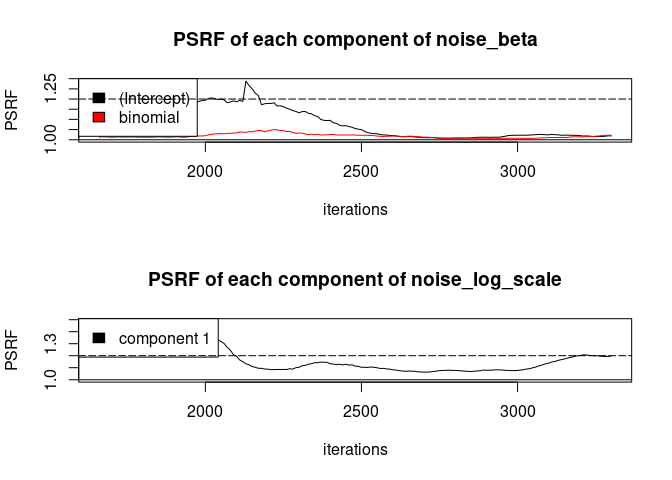 PSRF of each component of noise_beta
PSRF
1.00 1.25
(Intercept)
binomial
2000 2500 3000
iterations
PSRF of each component of noise_log_scale
PSRF
1.0 1.3
component 1
2000 2500 3000
iterations